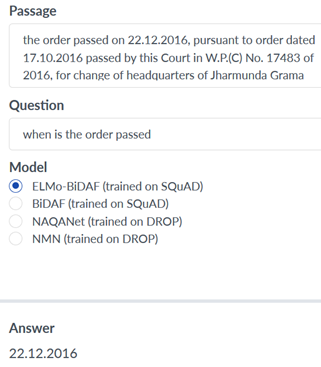 Passage
the order passed on 22.12.2016, pursuant to order dated
17.10.2016 passed by this Court in W.P.(C) No. 17483 of
2016, for change of headquarters of Jharmunda Grama
Question
when is the order passed
Model
ELMo-BiDAF (trained on SQuAD)
BiDAF (trained on SQuAD)
NAQANet (trained on DROP)
NMN (trained on DROP)
Answer
22.12.2016